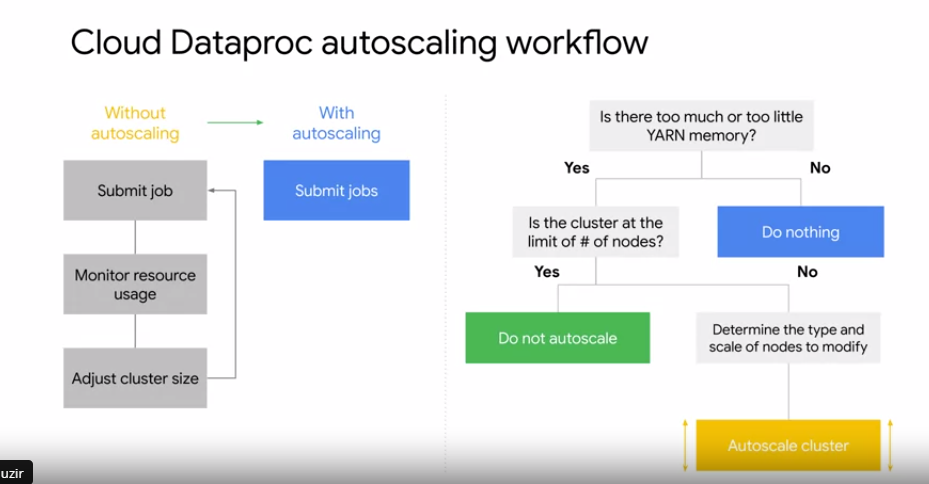 Cloud Dataproc autoscaling workflow
Without
autoscaling
With
autoscaling
Submit job
Monitor resource
usage
Adjust cluster size
Submit jobs
Is there too much or too little
YARN memory?
Yes
No
Is the cluster at the
limit of # of nodes?
Do nothing
Yes
No
Do not autoscale
Determine the type and
scale of nodes to modify
Autoscale cluster
uzir